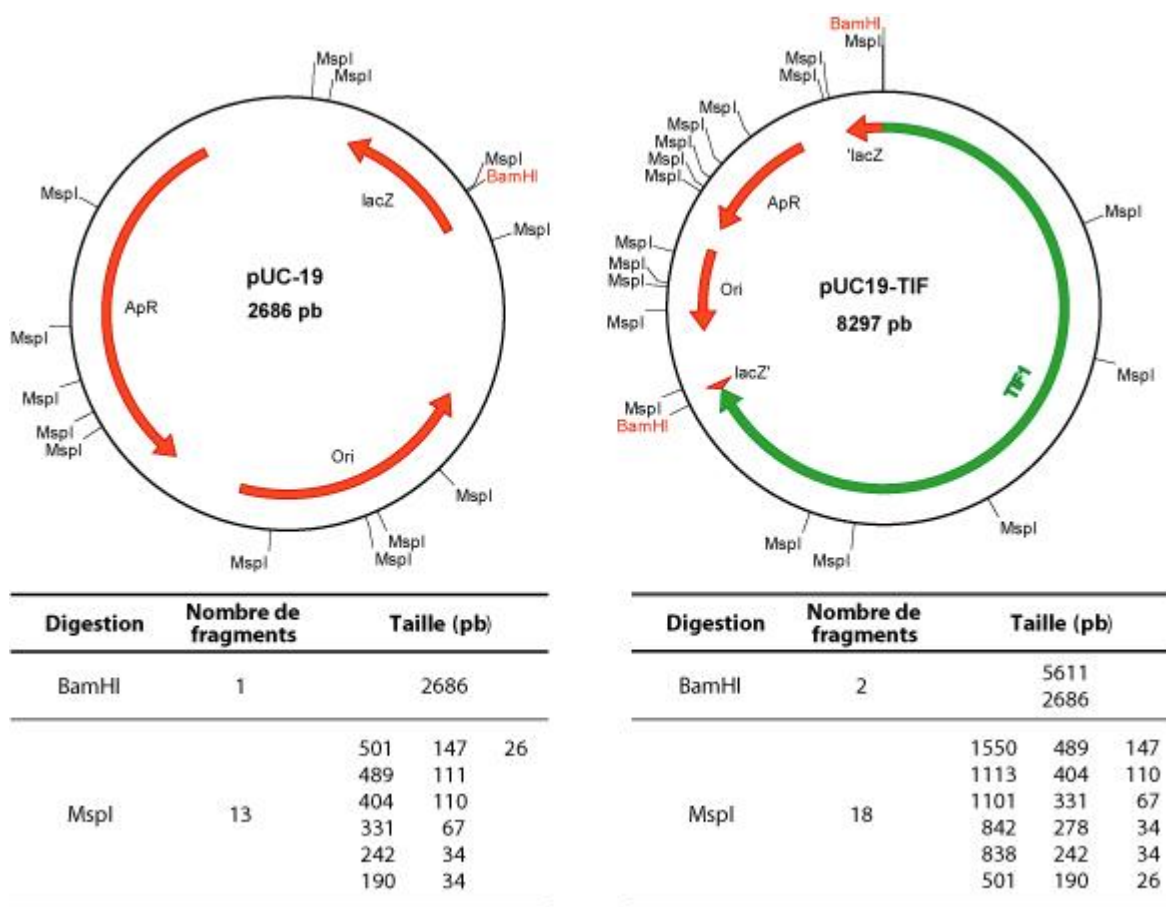 MspI
MspI
MspI
BamHI
MspI
lacZ
MspI
pUC-19
2686 pb
ApR
MspI
MspI
MspI
MspI
Ori
MspI
MspI
MspI
MspI
BamHI
MspI
MspI
MspI
MspI
MspI
MspI
MspI
MspI
'lacZ
ApR
MspI
MspI
MspI
MspI
Ori
pUC19-TIF
8297 pb
MspI
lacZ'
TIF1
MspI
MspI
BamHI
MspI
MspI
MspI
Digestion Nombre de fragments Taille (pb)
BamHI 1 2686
MspI 13
501 147 26
489 111
404 110
331 67
242 34
190 34
Digestion Nombre de fragments Taille (pb)
BamHI 2
5611
2686
MspI 18
1550 489 147
1113 404 110
1101 331 67
842 278 34
838 242 34
501 190 26